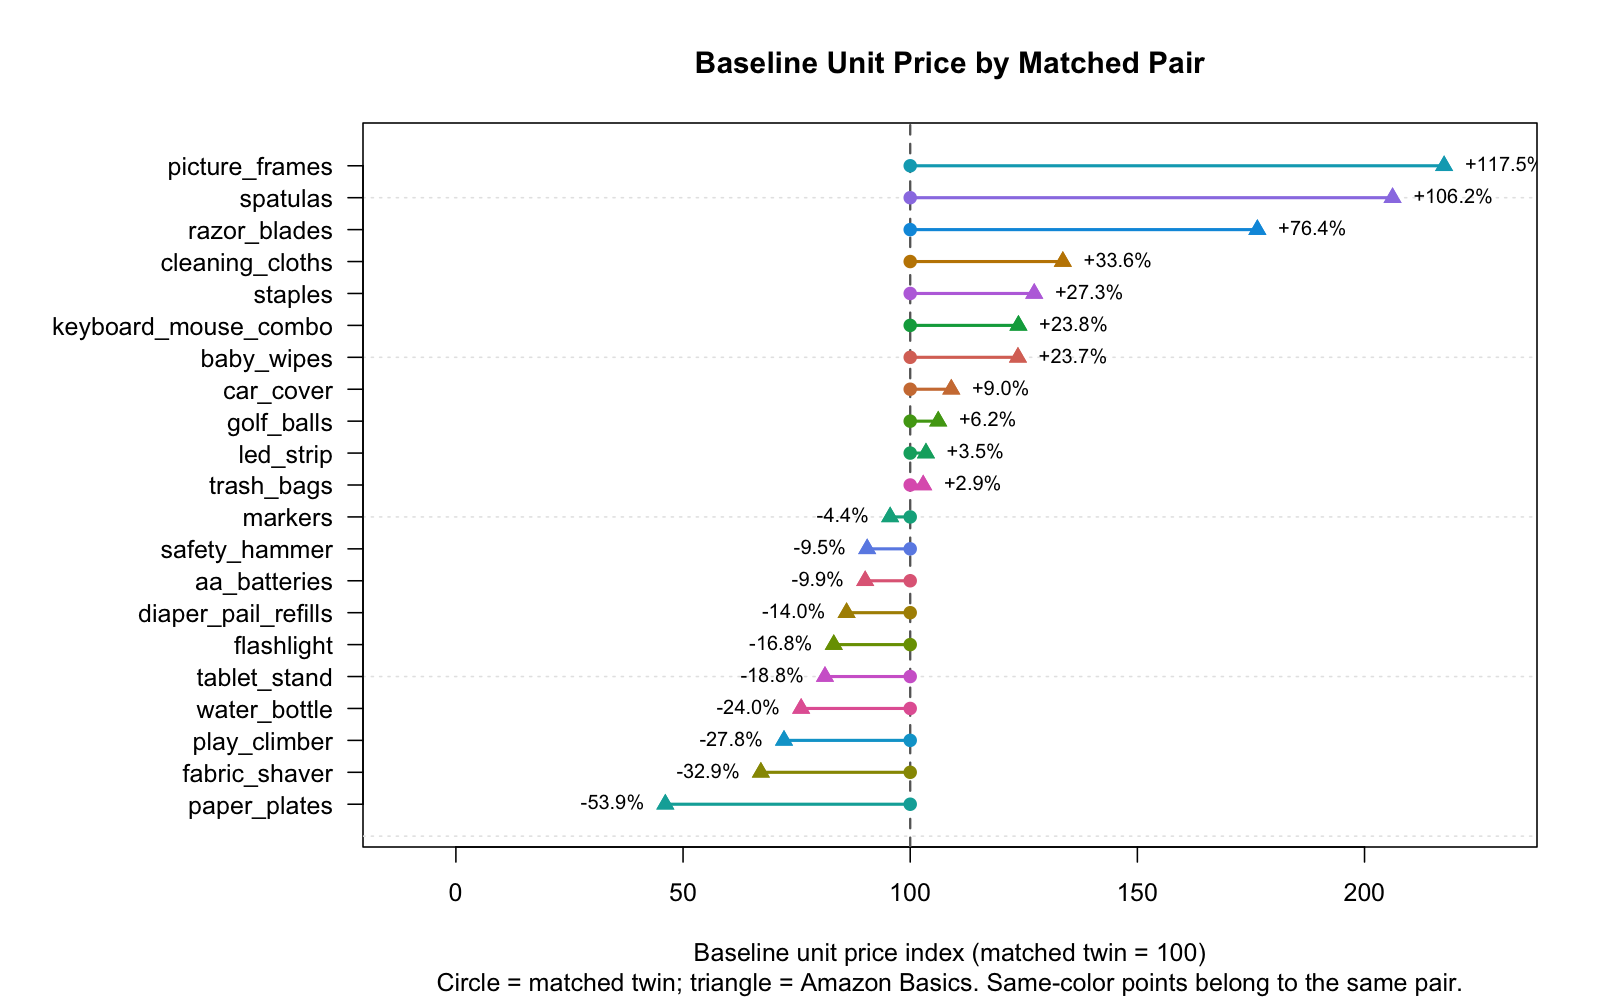 Baseline Unit Price by Matched Pair
picture_frames +117.5%
spatulas +106.2%
razor_blades +76.4%
cleaning_cloths +33.6%
staples +27.3%
keyboard_mouse_combo +23.8%
baby_wipes +23.7%
car_cover +9.0%
golf_balls +6.2%
led_strip +3.5%
trash_bags +2.9%
markers -4.4%
safety_hammer -9.5%
aa_batteries -9.9%
diaper_pail_refills -14.0%
flashlight -16.8%
tablet_stand -18.8%
water_bottle -24.0%
play_climber -27.8%
fabric_shaver -32.9%
paper_plates -53.9%
0 50 100 150 200
Baseline unit price index (matched twin = 100)
Circle = matched twin; triangle = Amazon Basics. Same-color points belong to the same pair.